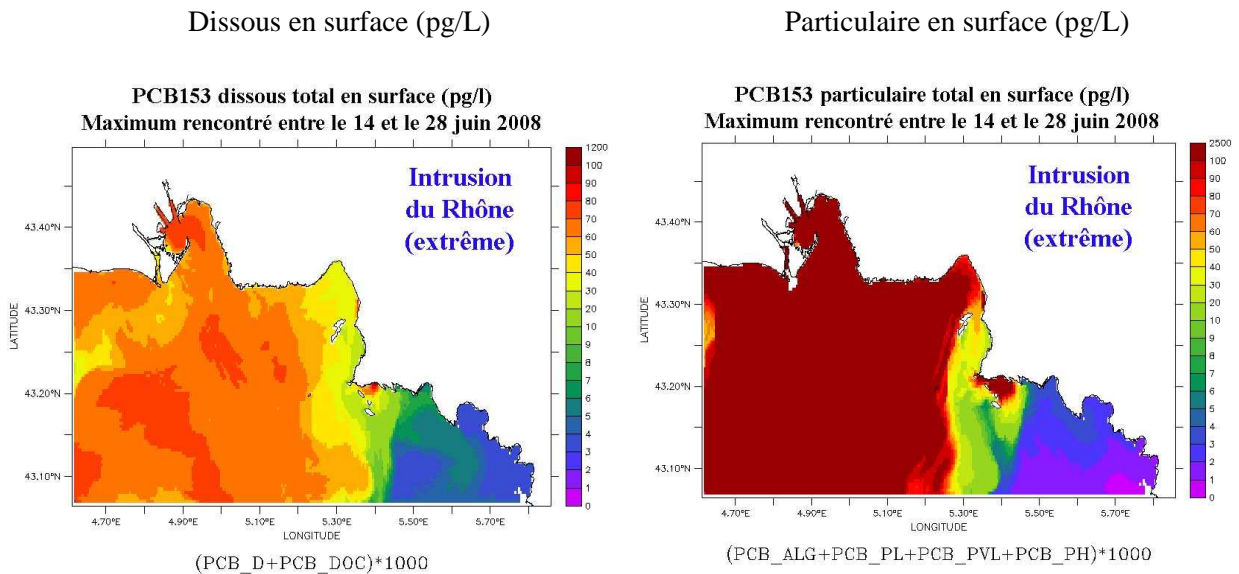 Dissous en surface (pg/L)
Particulaire en surface (pg/L)
PCB153 dissous total en surface (pg/l)
Maximum rencontré entre le 14 et le 28 juin 2008
Intrusion
du Rhône
(extrême)
1200
100
90
80
70
60
50
40
30
20
10
9
8
7
6
5
4
3
2
1
0
43.40°N
43.30°N
43.20°N
43.10°N
LATITUDE
4.70°E
4.90°E
5.10°E
5.30°E
5.50°E
5.70°E
LONGITUDE
(PCB_D+PCB_DOC)*1000
PCB153 particulaire total en surface (pg/l)
Maximum rencontré entre le 14 et le 28 juin 2008
Intrusion
du Rhône
(extrême)
2500
100
90
80
70
60
50
40
30
20
10
9
8
7
6
5
4
3
2
1
0
43.40°N
43.30°N
43.20°N
43.10°N
LATITUDE
4.70°E
4.90°E
5.10°E
5.30°E
5.50°E
5.70°E
LONGITUDE
(PCB_ALG+PCB_PL+PCB_PVL+PCB_PH)*1000